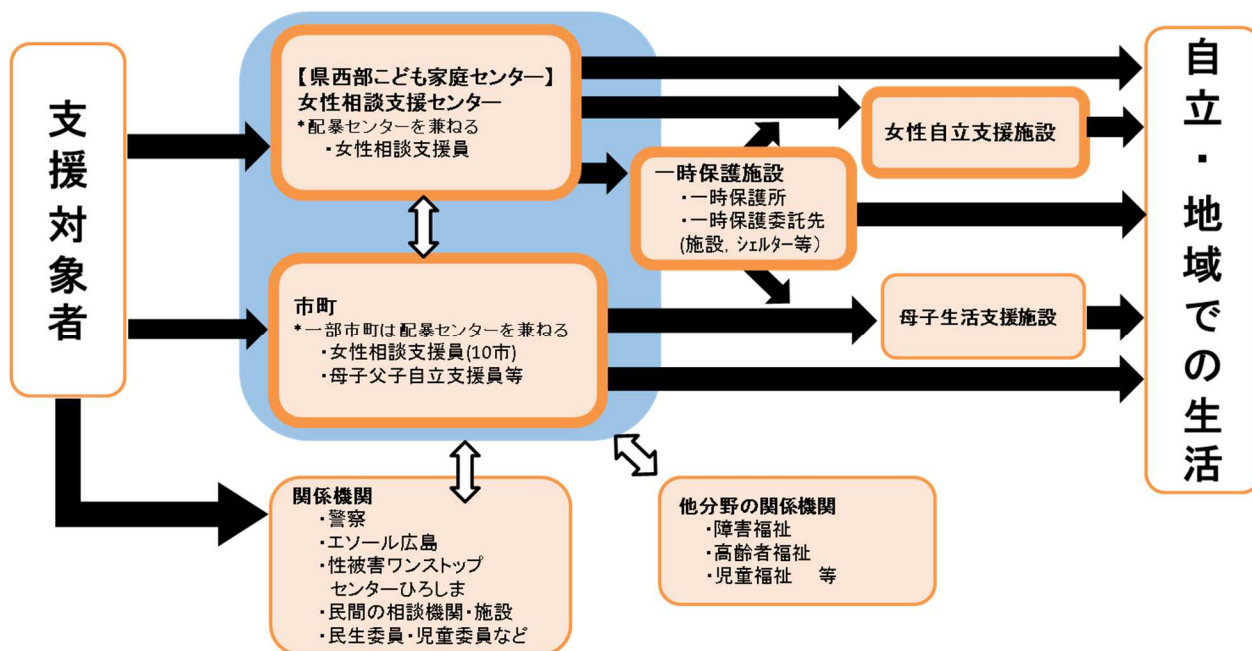 支援対象者
【県西部こども家庭センター】
女性相談支援センター
*配暴センターを兼ねる
・女性相談支援員
市町
*一部市町は配暴センターを兼ねる
・女性相談支援員(10市)
・母子父子自立支援員等
関係機関
・警察
・エソール広島
・性被害ワンストップ
センターひろしま
・民間の相談機関・施設
・民生委員・児童委員など
一時保護施設
・一時保護所
・一時保護委託先
(施設,シェルター等)
女性自立支援施設
母子生活支援施設
他分野の関係機関
・障害福祉
・高齢者福祉
・児童福祉 等
自立・地域での生活